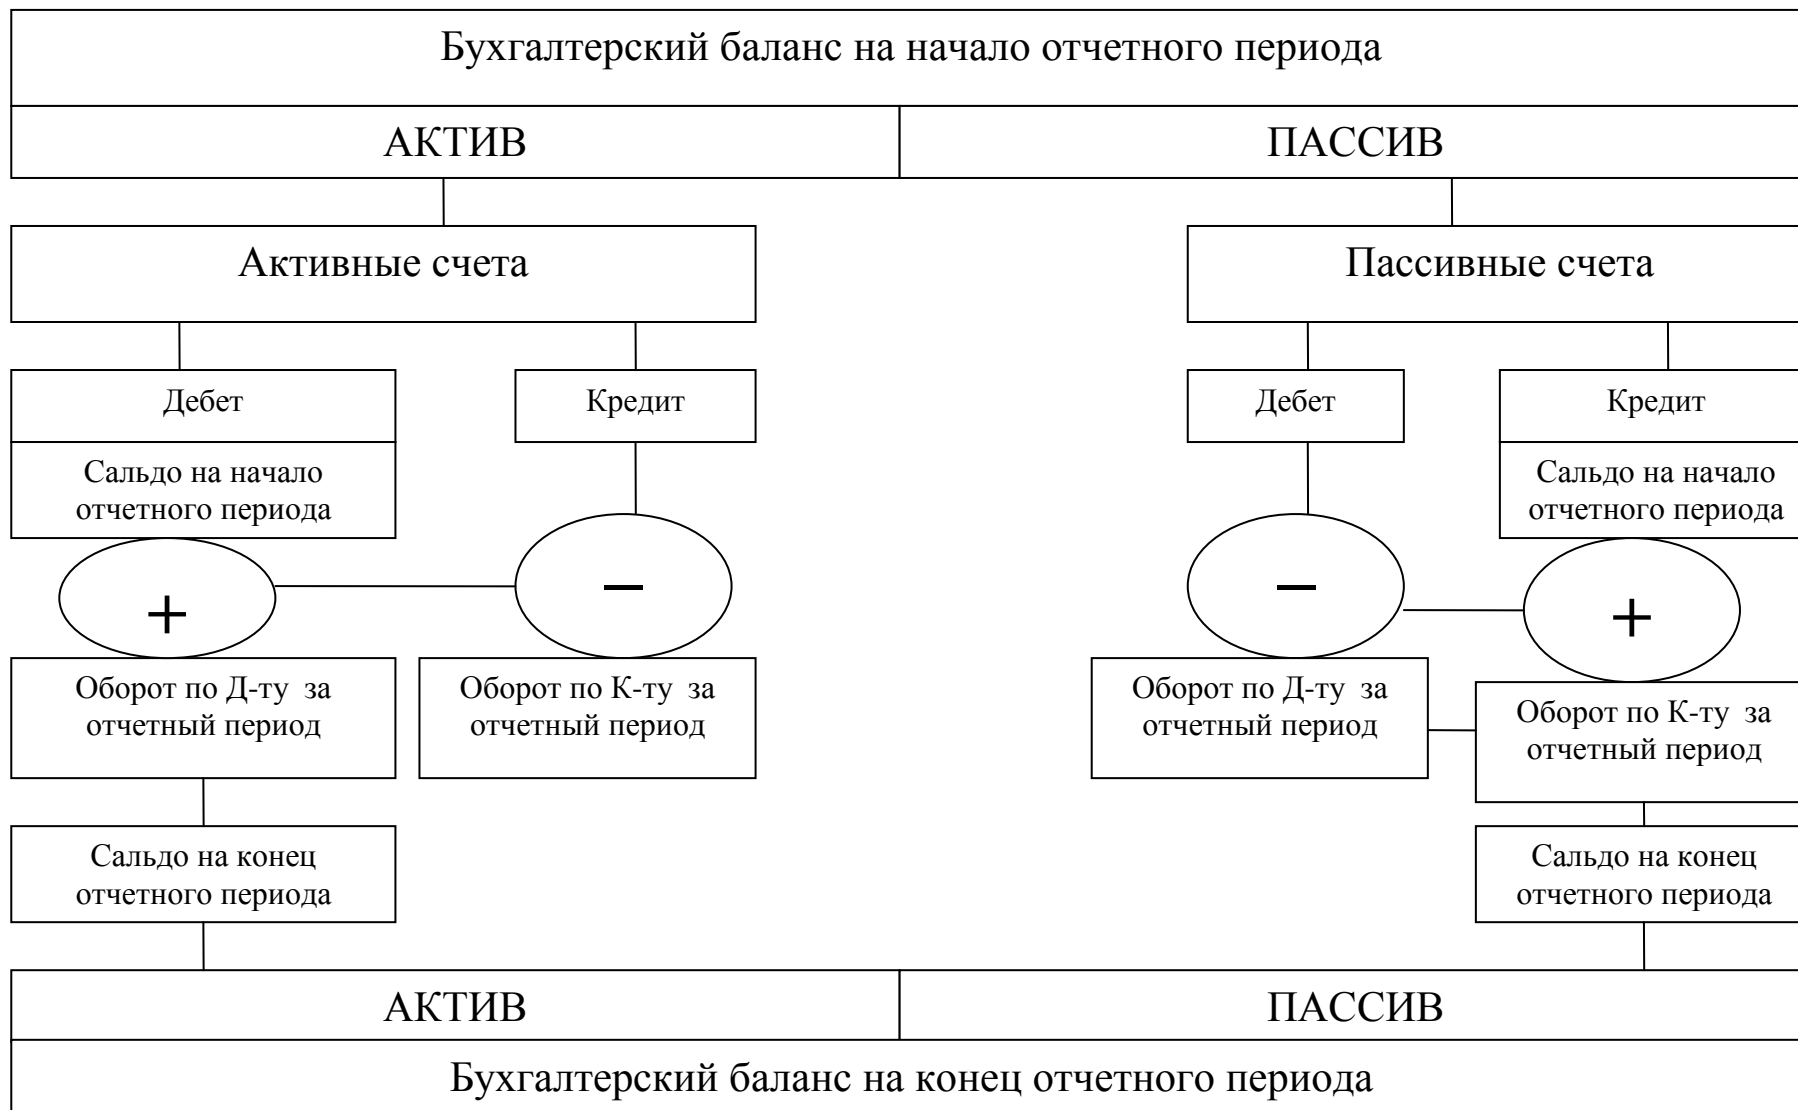 Бухгалтерский баланс на начало отчетного периода
АКТИВ
ПАССИВ
Активные счета
Пассивные счета
Дебет
Кредит
Дебет
Кредит
Сальдо на начало
отчетного периода
Сальдо на начало
отчетного периода
+
–
–
+
Оборот по Д-ту за
отчетный период
Оборот по К-ту за
отчетный период
Оборот по Д-ту за
отчетный период
Оборот по К-ту за
отчетный период
Сальдо на конец
отчетного периода
Сальдо на конец
отчетного периода
АКТИВ
ПАССИВ
Бухгалтерский баланс на конец отчетного периода